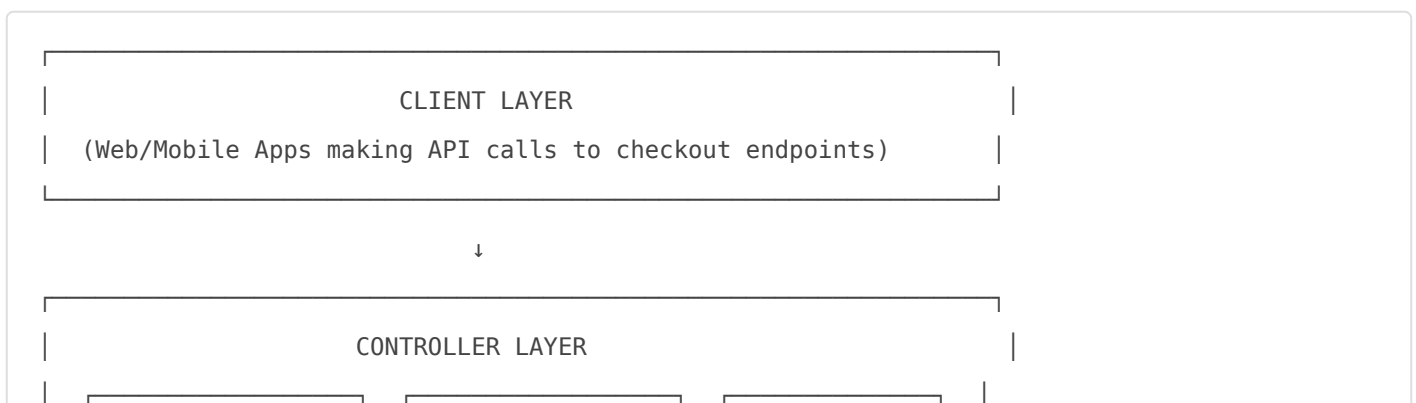 CLIENT LAYER
(Web/Mobile Apps making API calls to checkout endpoints)
↓
CONTROLLER LAYER